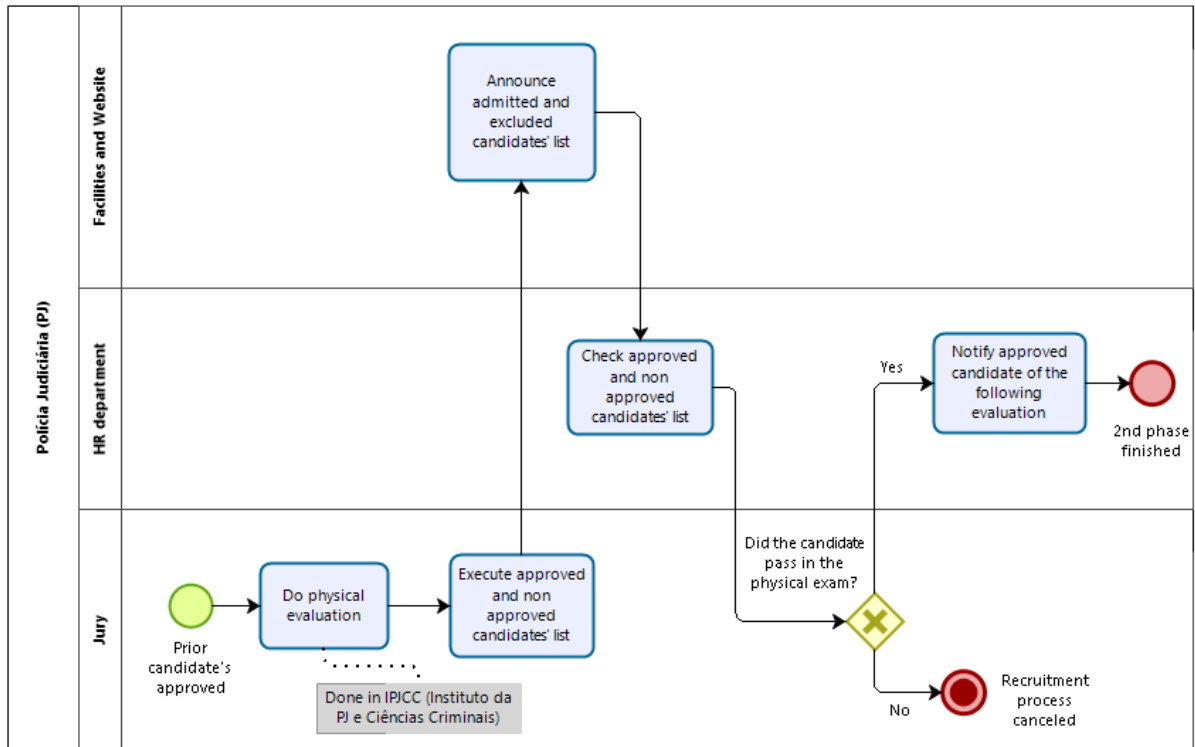 Polícia Judiciária (PJ)
Facilities and Website
Announce
admitted and
excluded
candidates' list
HR department
Check approved
and non
approved
candidates' list
Yes
Notify approved
candidate of the
following
evaluation
2nd phase
finished
Jury
Prior
candidate's
approved
Do physical
evaluation
Done in IPJCC (Instituto da
PJ e Ciências Criminais)
Execute approved
and non
approved
candidates' list
Did the candidate
pass in the
physical exam?
No
Recruitment
process
canceled